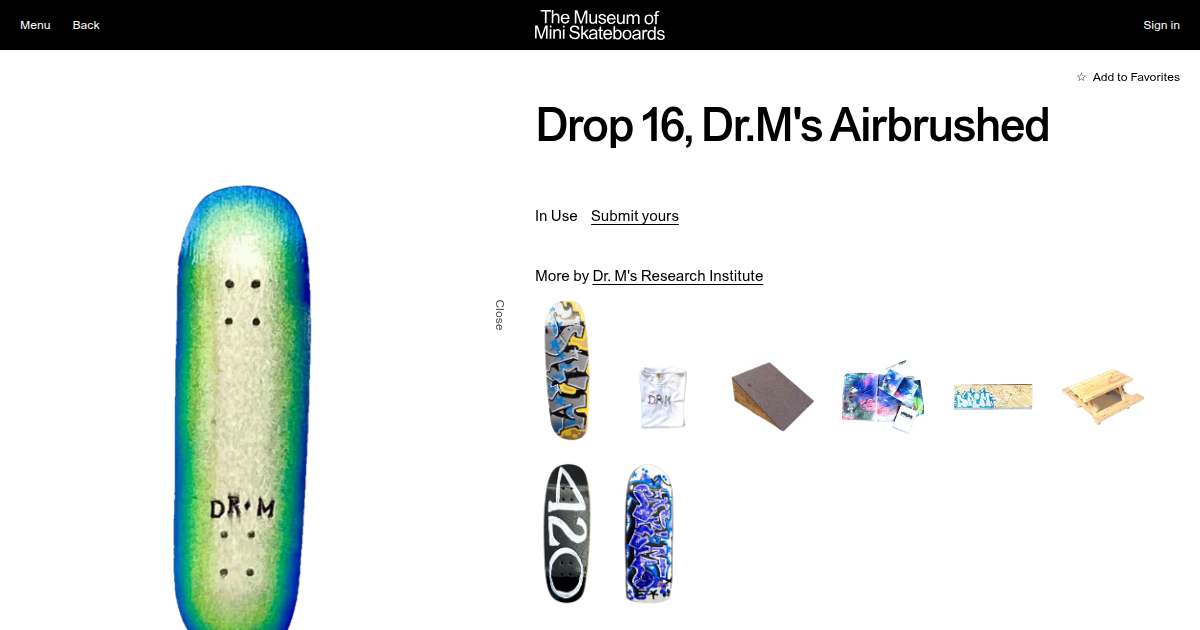 Menu
Back
The Museum of
Mini Skateboards
Sign in
☆ Add to Favorites
Drop 16, Dr.M's Airbrushed
In Use
Submit yours
More by Dr. M's Research Institute
Close
DR·M
DR.M
420